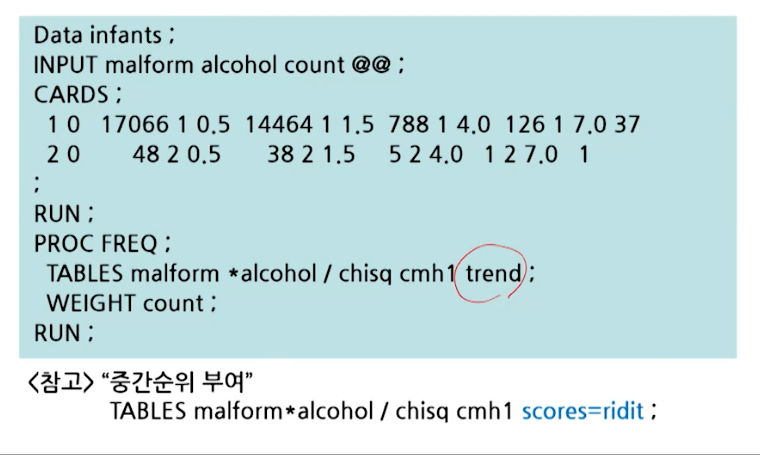 Data infants ;
INPUT malform alcohol count @@ ;
CARDS ;
1 0 17066 1 0.5 14464 1 1.5 788 1 4.0 126 1 7.0 37
2 0 48 2 0.5 38 2 1.5 5 2 4.0 1 2 7.0 1
;
RUN ;
PROC FREQ ;
TABLES malform *alcohol / chisq cmh1 trend ;
WEIGHT count ;
RUN ;
<참고> “중간순위 부여”
TABLES malform*alcohol / chisq cmh1 scores=ridit ;